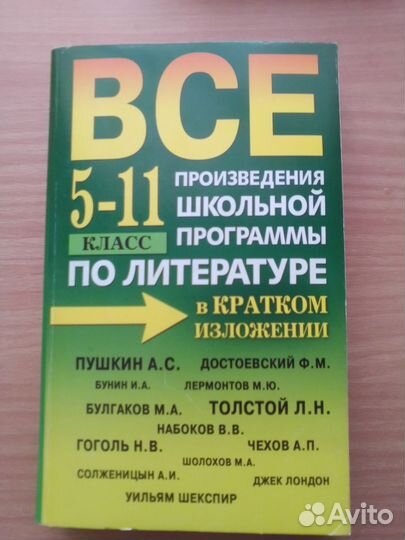 ВСЕ
5-11
КЛАСС
ПРОИЗВЕДЕНИЯ
ШКОЛЬНОЙ
ПРОГРАММЫ
ПО ЛИТЕРАТУРЕ
в КРАТКОМ
ИЗЛОЖЕНИИ
ПУШКИН А.С. ДОСТОЕВСКИЙ Ф.М.
БУНИН И.А. ЛЕРМОНТОВ М.Ю.
БУЛГАКОВ М.А. ТОЛСТОЙ Л.Н.
НАБОКОВ В.В.
ГОГОЛЬ Н.В. ЧЕХОВ А.П.
ШОЛОХОВ М.А.
СОЛЖЕНИЦЫН А.И. ДЖЕК ЛОНДОН
УИЛЬЯМ ШЕКСПИР
Avito